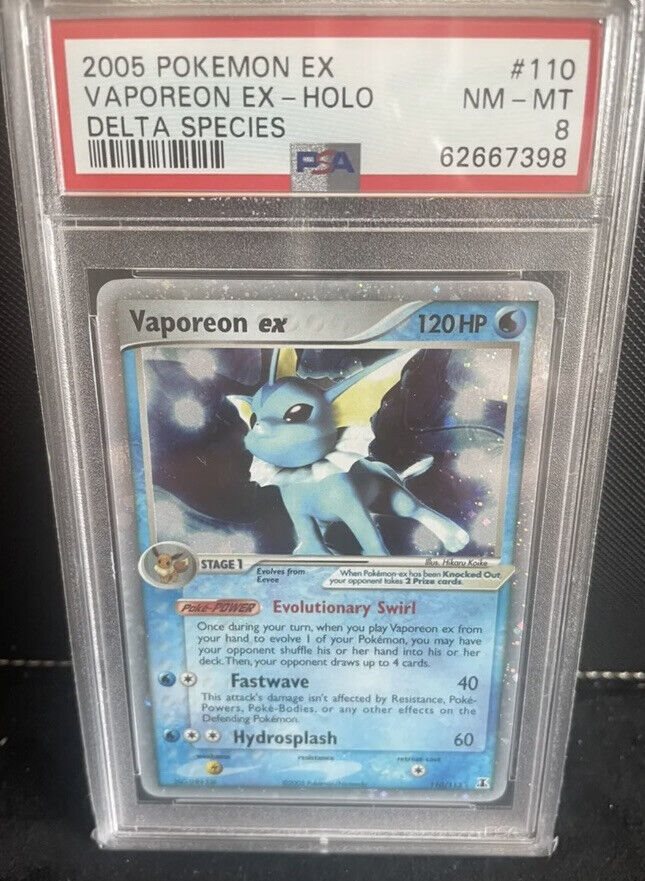 2005 POKEMON EX #110
VAPOREON EX - HOLO NM - MT
DELTA SPECIES 8
PSA 62667398
Vaporeon ex 120 HP
STAGE 1
Evolves from
Eevee
Illus. Hikaru Koike
When Pokémon-ex has been Knocked Out,
your opponent takes 2 Prize cards.
Poké-POWER Evolutionary Swirl
Once during your turn, when you play Vaporeon ex from
your hand to evolve 1 of your Pokémon, you may have
your opponent shuffle his or her hand into his or her
deck. Then, your opponent draws up to 4 cards.
Fastwave 40
This attack's damage isn't affected by Resistance, Poké-
Powers, Poké-Bodies, or any other effects on the
Defending Pokémon.
Hydrosplash 60
weakness resistance retreat cost